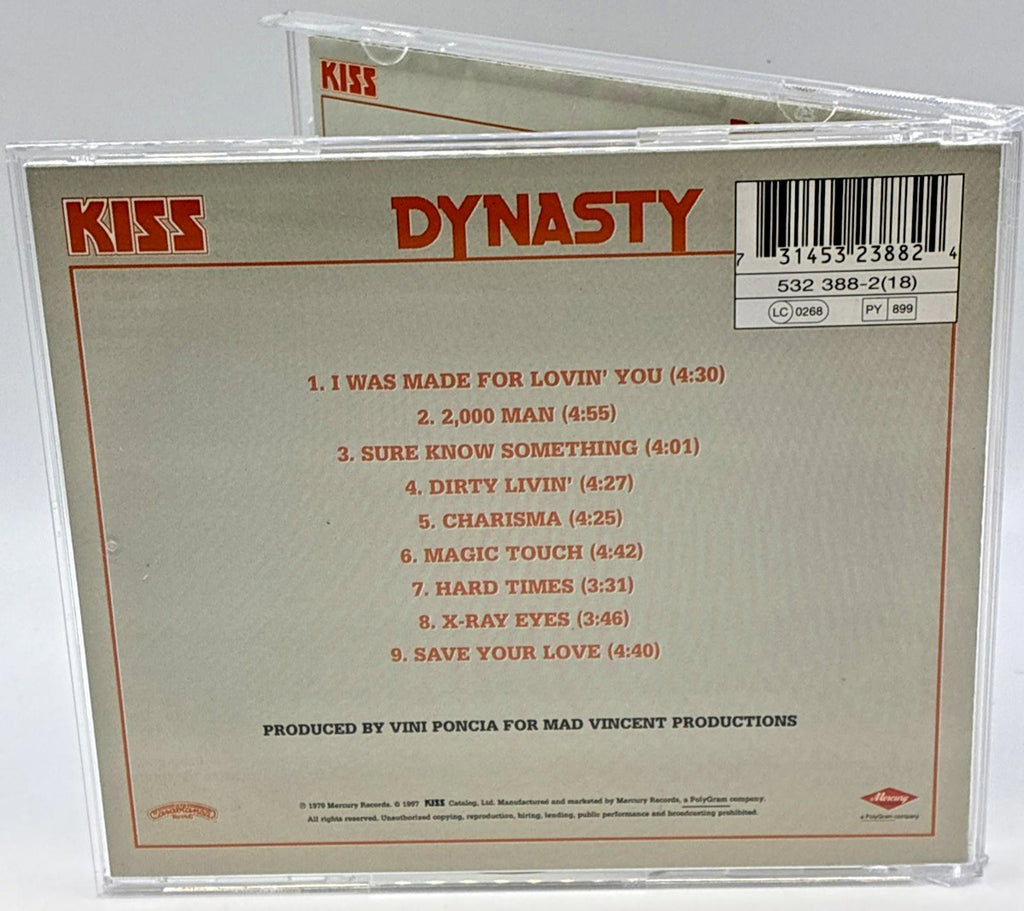 KISS
KISS DYNASTY
7 31453 23882 4
532 388-2(18)
LC 0268 PY 899
1. I WAS MADE FOR LOVIN' YOU (4:30)
2. 2,000 MAN (4:55)
3. SURE KNOW SOMETHING (4:01)
4. DIRTY LIVIN' (4:27)
5. CHARISMA (4:25)
6. MAGIC TOUCH (4:42)
7. HARD TIMES (3:31)
8. X-RAY EYES (3:46)
9. SAVE YOUR LOVE (4:40)
PRODUCED BY VINI PONCIA FOR MAD VINCENT PRODUCTIONS
Casablanca
℗ 1979 Mercury Records. © 1997 KISS Catalog, Ltd. Manufactured and marketed by Mercury Records, a PolyGram company.
All rights reserved. Unauthorized copying, reproduction, hiring, lending, public performance and broadcasting prohibited.
Mercury
a PolyGram company